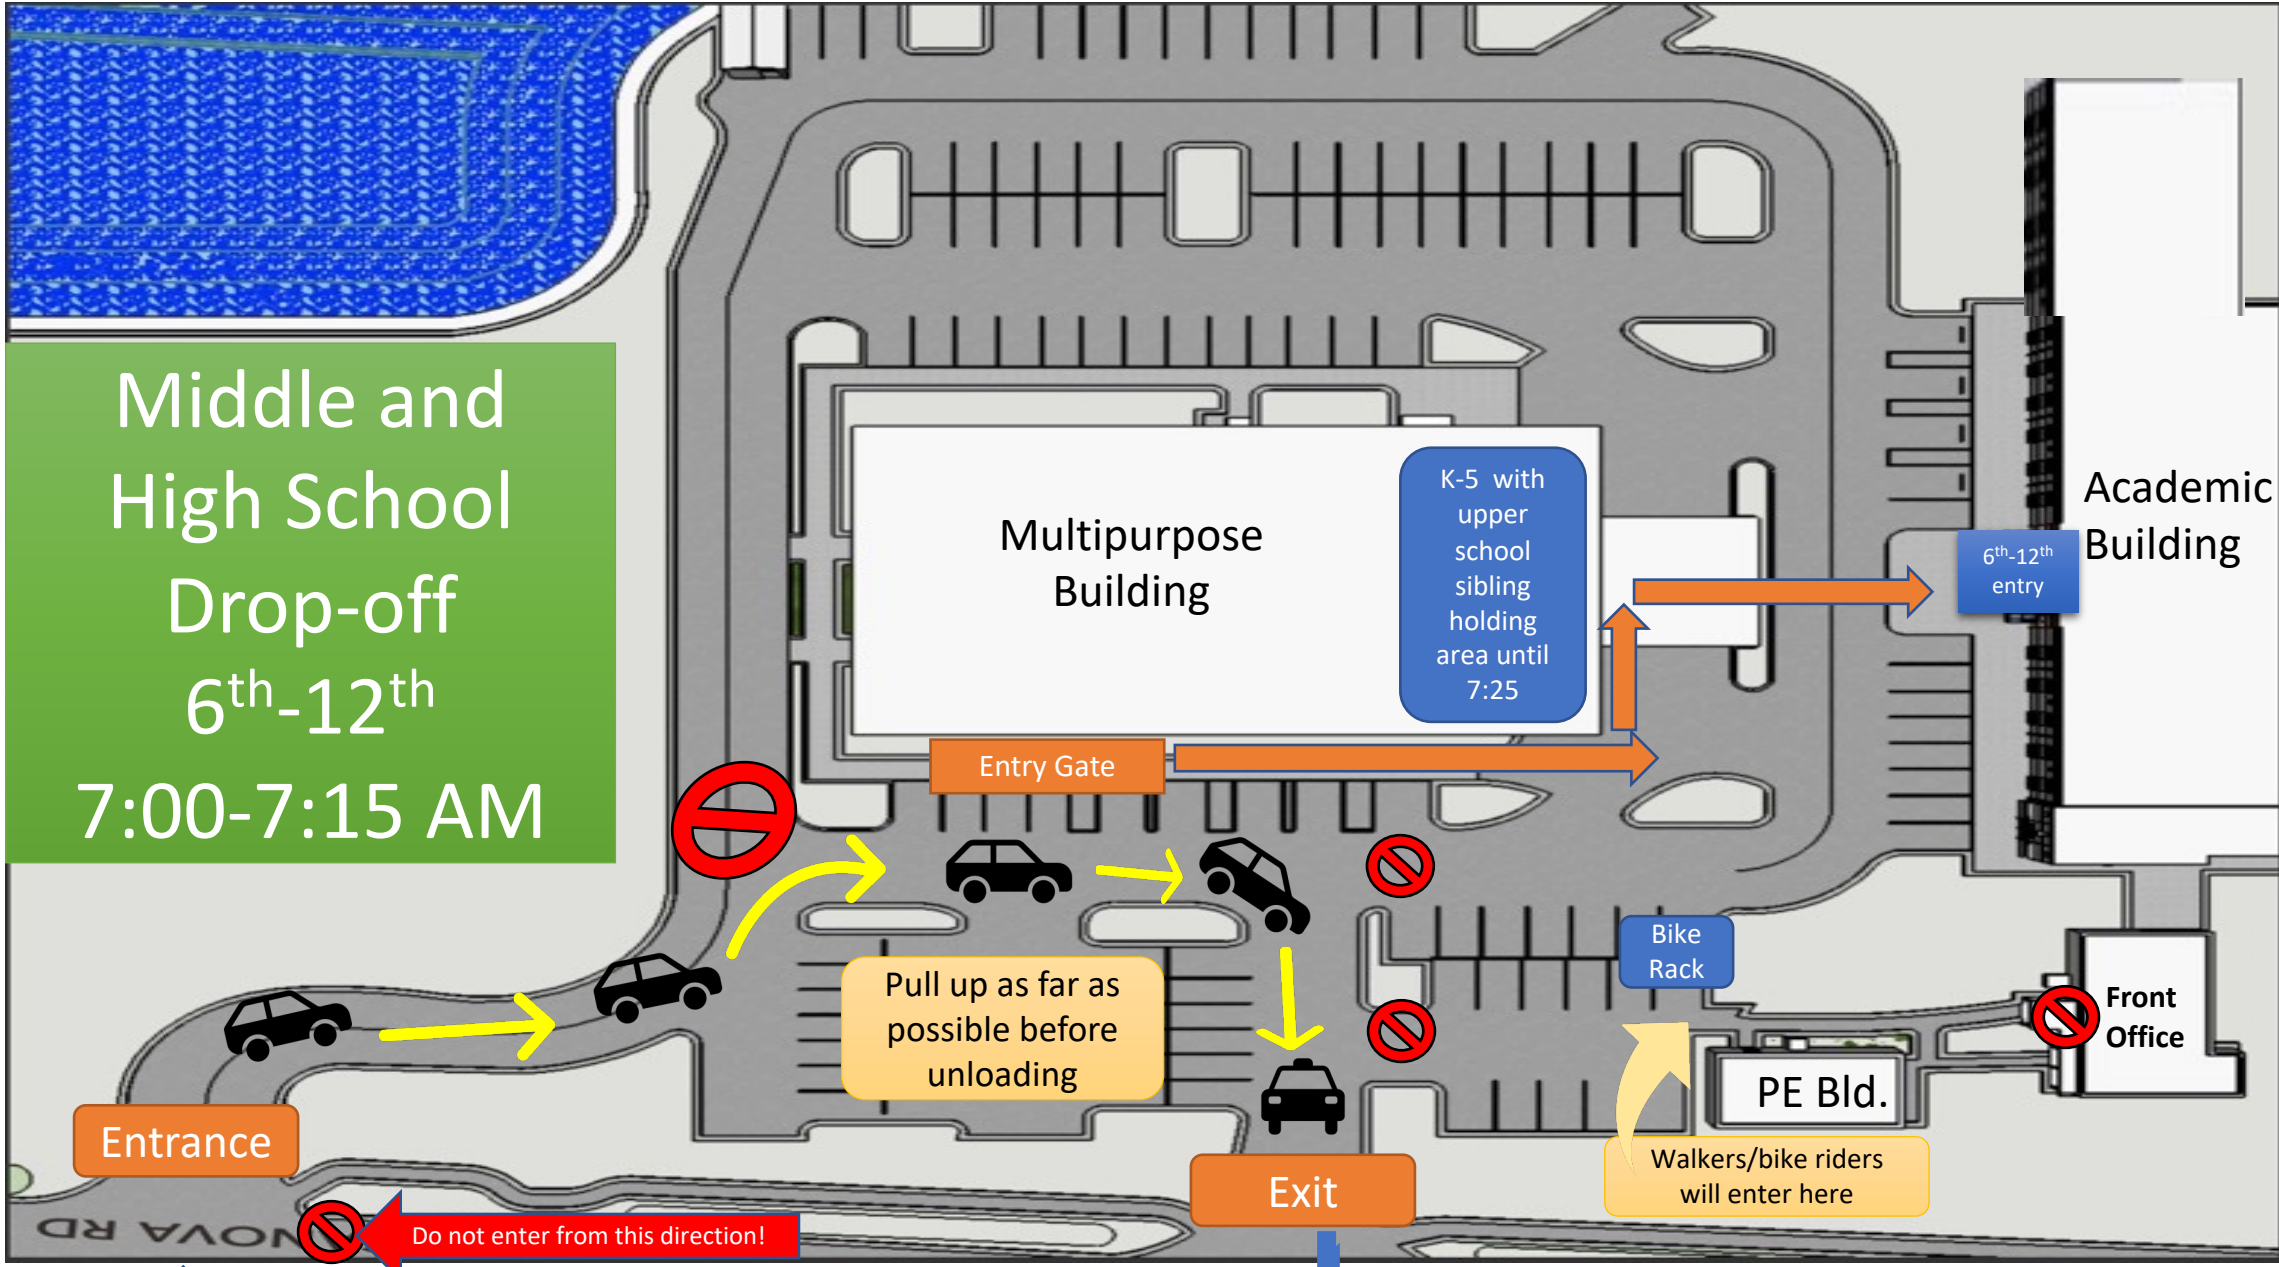 Middle and
High School
Drop-off
6th-12th
7:00-7:15 AM
Multipurpose
Building
K-5 with
upper
school
sibling
holding
area until
7:25
Academic
Building
6th-12th
entry
Entry Gate
Bike
Rack
Pull up as far as
possible before
unloading
Front
Office
PE Bld.
Entrance
Walkers/bike riders
will enter here
Exit
NOVA RD
Do not enter from this direction!